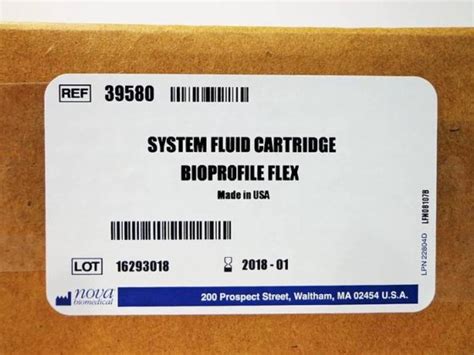 REF 39580
SYSTEM FLUID CARTRIDGE
BIOPROFILE FLEX
Made in USA
LOT 16293018 2018-01
nova
biomedical
200 Prospect Street, Waltham, MA 02454 U.S.A.
LPN 22804D LFN08107B